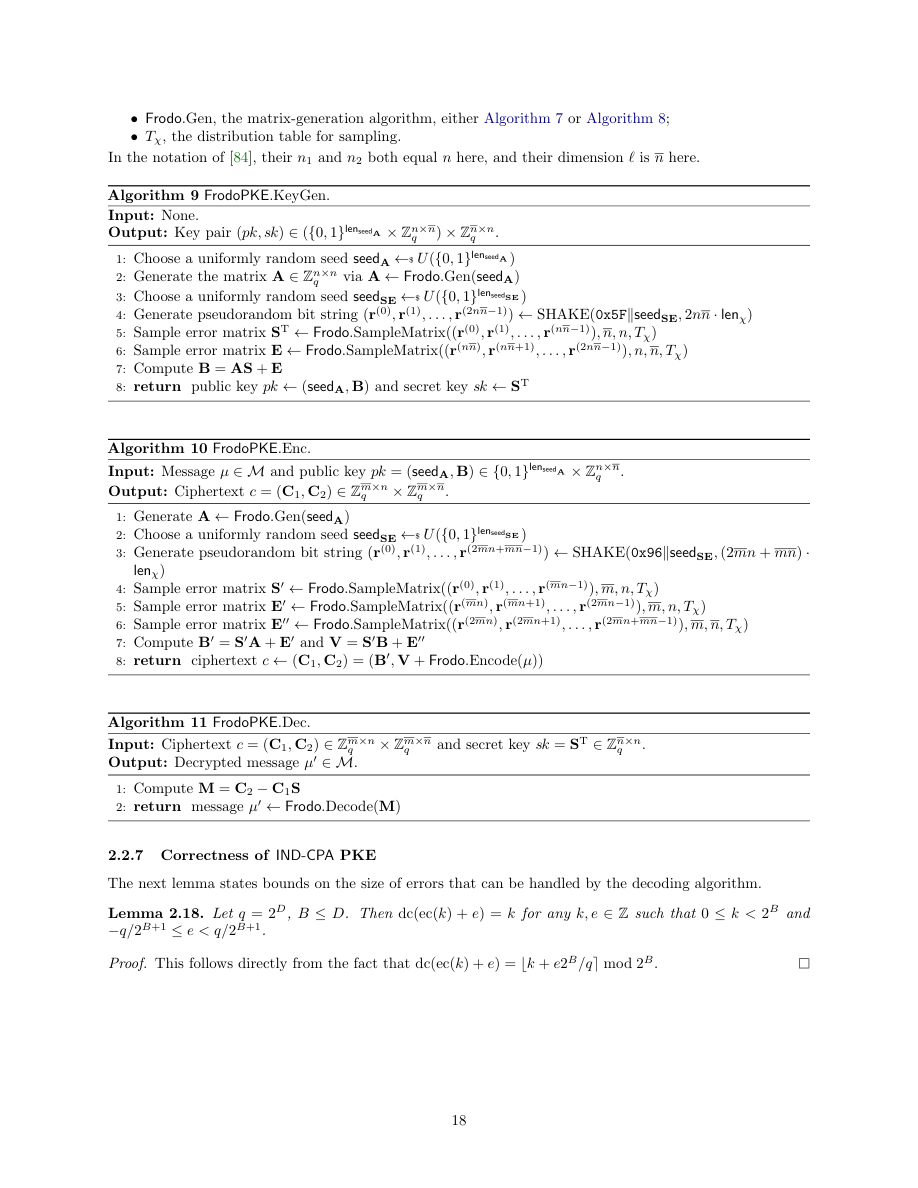 • Frodo.Gen, the matrix-generation algorithm, either Algorithm 7 or Algorithm 8;
• T_χ, the distribution table for sampling.
In the notation of [84], their n₁ and n₂ both equal n here, and their dimension ℓ is n̅ here.
Algorithm 9 FrodoPKE.KeyGen.
Input: None.
Output: Key pair (pk, sk) ∈ ({0, 1}^{len_{seed_A}} × ℤ_q^{n×n̅}) × ℤ_q^{n̅×n}.
1: Choose a uniformly random seed seed_A ←$ U({0, 1}^{len_{seed_A}})
2: Generate the matrix A ∈ ℤ_q^{n×n} via A ← Frodo.Gen(seed_A)
3: Choose a uniformly random seed seed_SE ←$ U({0, 1}^{len_{seed_SE}})
4: Generate pseudorandom bit string (r^{(0)}, r^{(1)}, . . . , r^{(2nn̅−1)}) ← SHAKE(0x5F‖seed_SE, 2nn̅ · len_χ)
5: Sample error matrix S^T ← Frodo.SampleMatrix((r^{(0)}, r^{(1)}, . . . , r^{(nn̅−1)}), n̅, n, T_χ)
6: Sample error matrix E ← Frodo.SampleMatrix((r^{(nn̅)}, r^{(nn̅+1)}, . . . , r^{(2nn̅−1)}), n, n̅, T_χ)
7: Compute B = AS + E
8: return public key pk ← (seed_A, B) and secret key sk ← S^T
Algorithm 10 FrodoPKE.Enc.
Input: Message μ ∈ ℳ and public key pk = (seed_A, B) ∈ {0, 1}^{len_{seed_A}} × ℤ_q^{n×n̅}.
Output: Ciphertext c = (C₁, C₂) ∈ ℤ_q^{m̅×n} × ℤ_q^{m̅×n̅}.
1: Generate A ← Frodo.Gen(seed_A)
2: Choose a uniformly random seed seed_SE ←$ U({0, 1}^{len_{seed_SE}})
3: Generate pseudorandom bit string (r^{(0)}, r^{(1)}, . . . , r^{(2m̅n+m̅n̅−1)}) ← SHAKE(0x96‖seed_SE, (2m̅n + m̅n̅) ·
len_χ)
4: Sample error matrix S′ ← Frodo.SampleMatrix((r^{(0)}, r^{(1)}, . . . , r^{(m̅n−1)}), m̅, n, T_χ)
5: Sample error matrix E′ ← Frodo.SampleMatrix((r^{(m̅n)}, r^{(m̅n+1)}, . . . , r^{(2m̅n−1)}), m̅, n, T_χ)
6: Sample error matrix E″ ← Frodo.SampleMatrix((r^{(2m̅n)}, r^{(2m̅n+1)}, . . . , r^{(2m̅n+m̅n̅−1)}), m̅, n̅, T_χ)
7: Compute B′ = S′A + E′ and V = S′B + E″
8: return ciphertext c ← (C₁, C₂) = (B′, V + Frodo.Encode(μ))
Algorithm 11 FrodoPKE.Dec.
Input: Ciphertext c = (C₁, C₂) ∈ ℤ_q^{m̅×n} × ℤ_q^{m̅×n̅} and secret key sk = S^T ∈ ℤ_q^{n̅×n}.
Output: Decrypted message μ′ ∈ ℳ.
1: Compute M = C₂ − C₁S
2: return message μ′ ← Frodo.Decode(M)
2.2.7 Correctness of IND-CPA PKE
The next lemma states bounds on the size of errors that can be handled by the decoding algorithm.
Lemma 2.18. Let q = 2^D, B ≤ D. Then dc(ec(k) + e) = k for any k, e ∈ ℤ such that 0 ≤ k < 2^B and
−q/2^{B+1} ≤ e < q/2^{B+1}.
Proof. This follows directly from the fact that dc(ec(k) + e) = ⌊k + e2^B/q⌉ mod 2^B. □
18